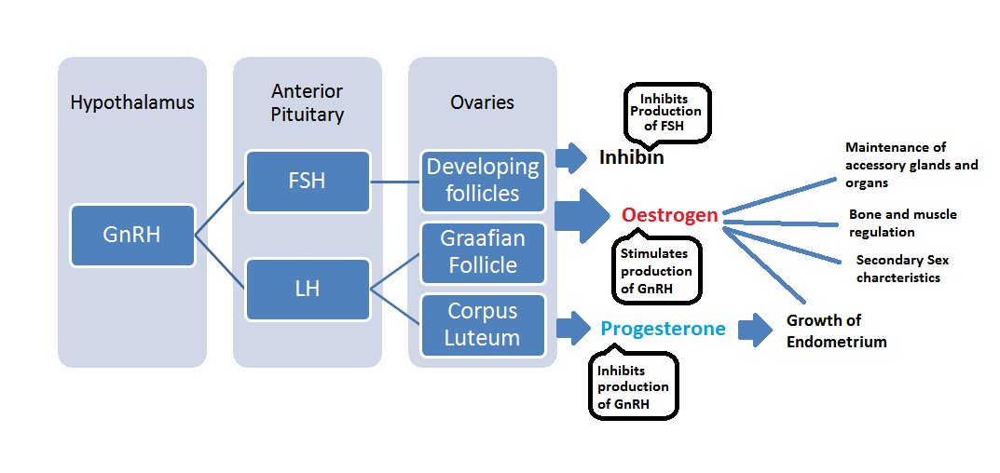 Hypothalamus
GnRH
Anterior
Pituitary
FSH
LH
Ovaries
Developing
follicles
Graafian
Follicle
Corpus
Luteum
Inhibits
Production
of FSH
Inhibin
Oestrogen
Stimulates
production
of GnRH
Progesterone
Inhibits
production
of GnRH
Maintenance of
accessory glands and
organs
Bone and muscle
regulation
Secondary Sex
charcteristics
Growth of
Endometrium